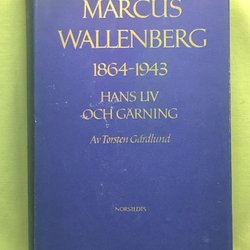 MARCUS
WALLENBERG
1864-1943
HANS LIV
OCH GÄRNING
Av Torsten Gårdlund
NORSTEDTS